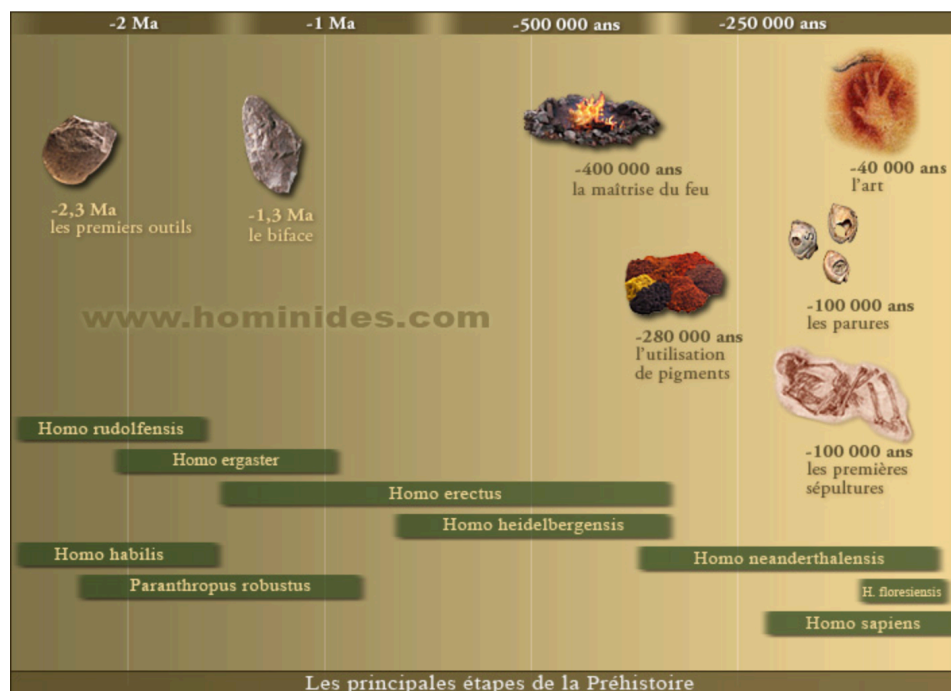 -2 Ma
-1 Ma
-500 000 ans
-250 000 ans
-2,3 Ma
les premiers outils
-1,3 Ma
le biface
-400 000 ans
la maîtrise du feu
-40 000 ans
l'art
-280 000 ans
l'utilisation
de pigments
-100 000 ans
les parures
-100 000 ans
les premières
sépultures
www.hominides.com
Homo rudolfensis
Homo ergaster
Homo erectus
Homo heidelbergensis
Homo habilis
Homo neanderthalensis
Paranthropus robustus
H. floresiensis
Homo sapiens
Les principales étapes de la Préhistoire